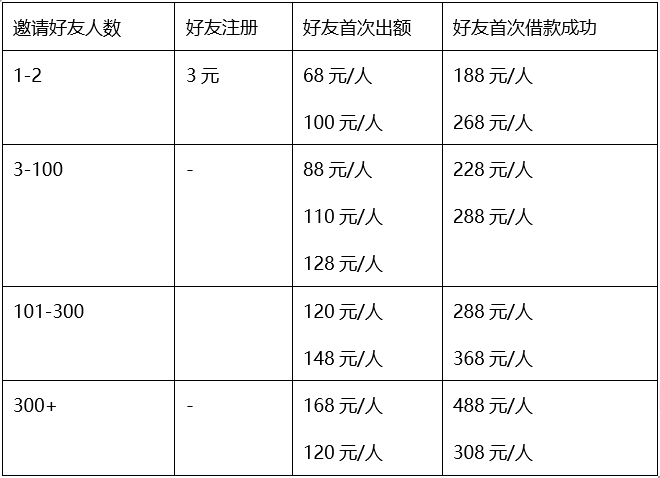 邀请好友人数 好友注册 好友首次出额 好友首次借款成功
1-2 3 元 68 元/人 188 元/人
100 元/人 268 元/人
3-100 - 88 元/人 228 元/人
110 元/人 288 元/人
128 元/人
101-300 120 元/人 288 元/人
148 元/人 368 元/人
300+ - 168 元/人 488 元/人
120 元/人 308 元/人